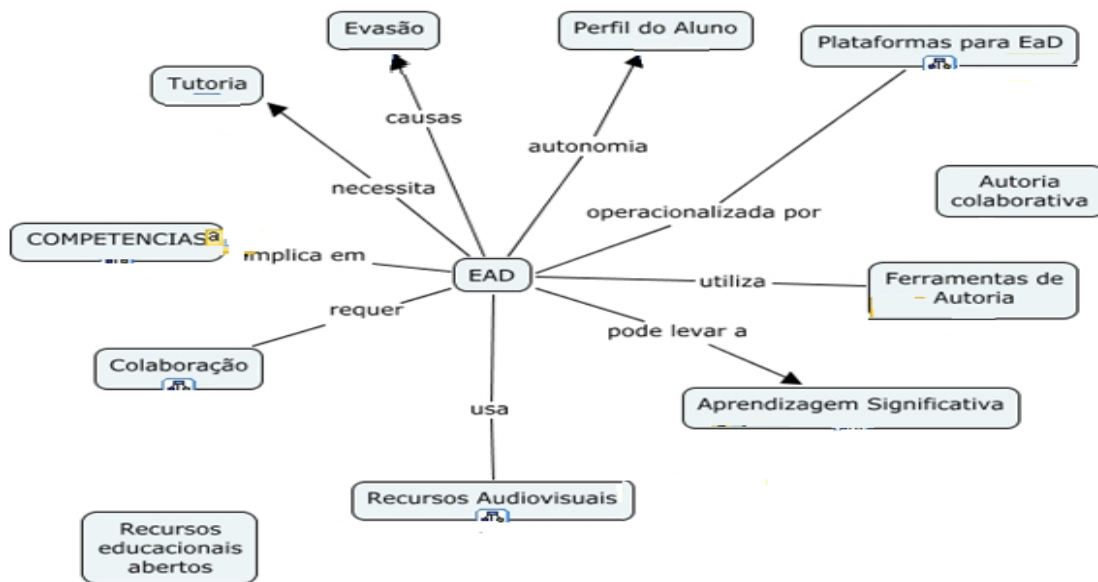 Evasão
Perfil do Aluno
Plataformas para EaD
Tutoria
causas
autonomia
necessita
Autoria
colaborativa
operacionalizada por
COMPETENCIAS
a
implica em
EAD
utiliza
Ferramentas de
Autoria
requer
pode levar a
Colaboração
Aprendizagem Significativa
usa
Recursos Audiovisuais
Recursos
educacionais
abertos